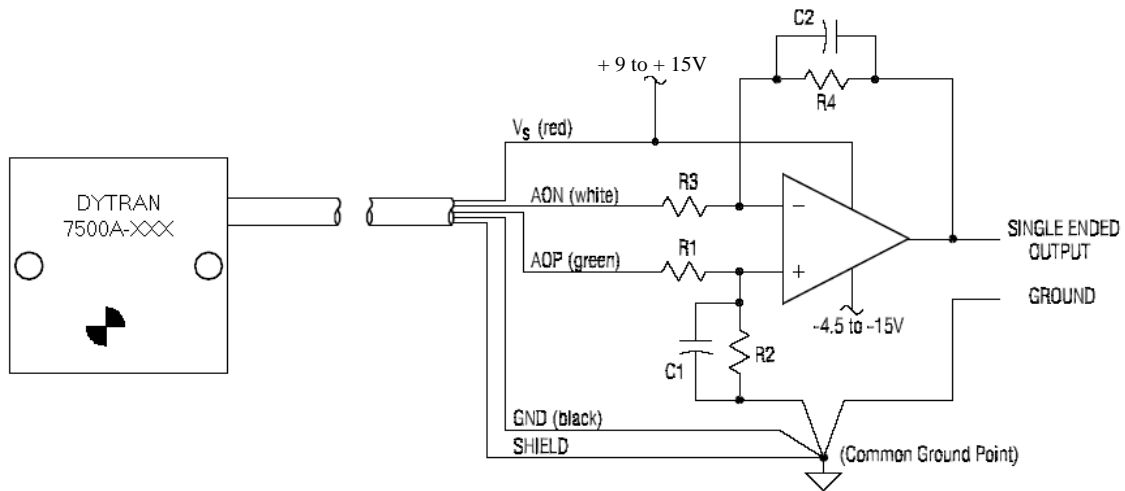 C2
+ 9 to + 15V
R4
VS (red)
DYTRAN
7500A-XXX
AON (white)
R3
−
AOP (green)
R1
+
SINGLE ENDED
OUTPUT
GROUND
-4.5 to -15V
C1
R2
GND (black)
SHIELD
(Common Ground Point)